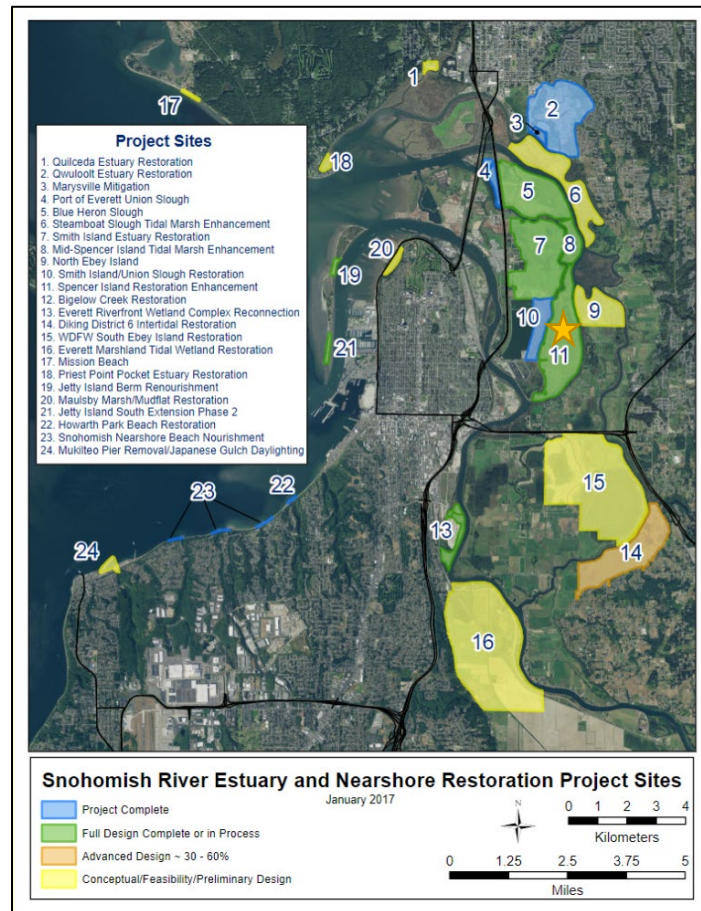 1
2
3
17
18
4
5
6
7
8
20
19
9
10
21
11
15
13
14
22
23
24
16
Project Sites
1. Quilceda Estuary Restoration
2. Qwuloolt Estuary Restoration
3. Marysville Mitigation
4. Port of Everett Union Slough
5. Blue Heron Slough
6. Steamboat Slough Tidal Marsh Enhancement
7. Smith Island Estuary Restoration
8. Mid-Spencer Island Tidal Marsh Enhancement
9. North Ebey Island
10. Smith Island/Union Slough Restoration
11. Spencer Island Restoration Enhancement
12. Bigelow Creek Restoration
13. Everett Riverfront Wetland Complex Reconnection
14. Diking District 6 Intertidal Restoration
15. WDFW South Ebey Island Restoration
16. Everett Marshland Tidal Wetland Restoration
17. Mission Beach
18. Priest Point Pocket Estuary Restoration
19. Jetty Island Berm Renourishment
20. Maulsby Marsh/Mudflat Restoration
21. Jetty Island South Extension Phase 2
22. Howarth Park Beach Restoration
23. Snohomish Nearshore Beach Nourishment
24. Mukilteo Pier Removal/Japanese Gulch Daylighting
Snohomish River Estuary and Nearshore Restoration Project Sites
January 2017
Project Complete
Full Design Complete or in Process
Advanced Design ~ 30 - 60%
Conceptual/Feasibility/Preliminary Design
N
0 1 2 3 4
Kilometers
0 1.25 2.5 3.75 5
Miles